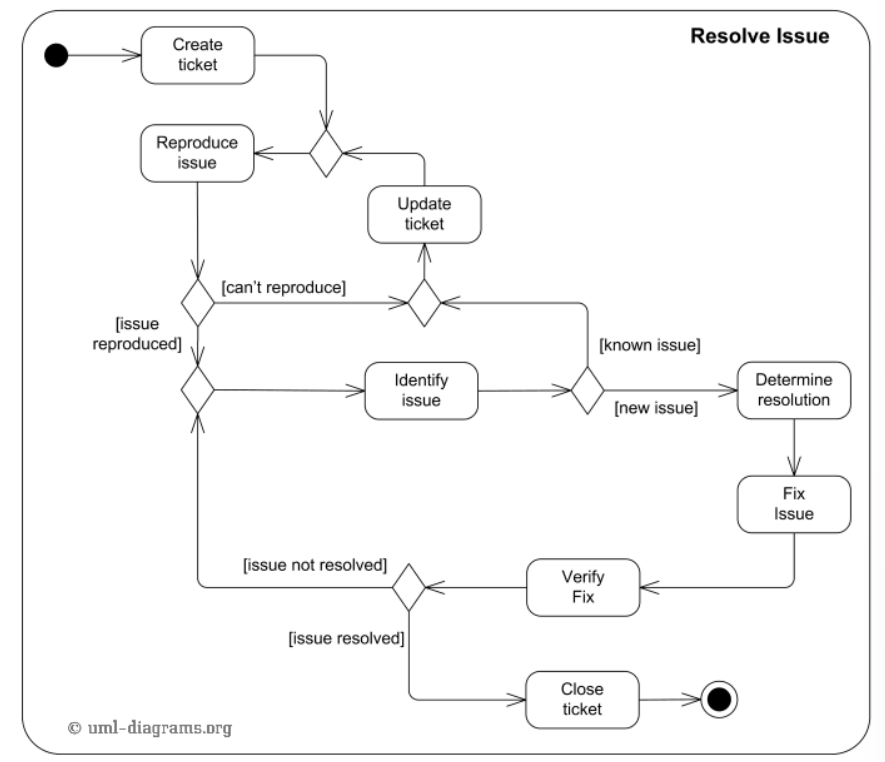 Resolve Issue
Create
ticket
Reproduce
issue
Update
ticket
[can't reproduce]
[issue
reproduced]
[known issue]
Identify
issue
Determine
resolution
[new issue]
Fix
Issue
[issue not resolved]
Verify
Fix
[issue resolved]
Close
ticket
© uml-diagrams.org